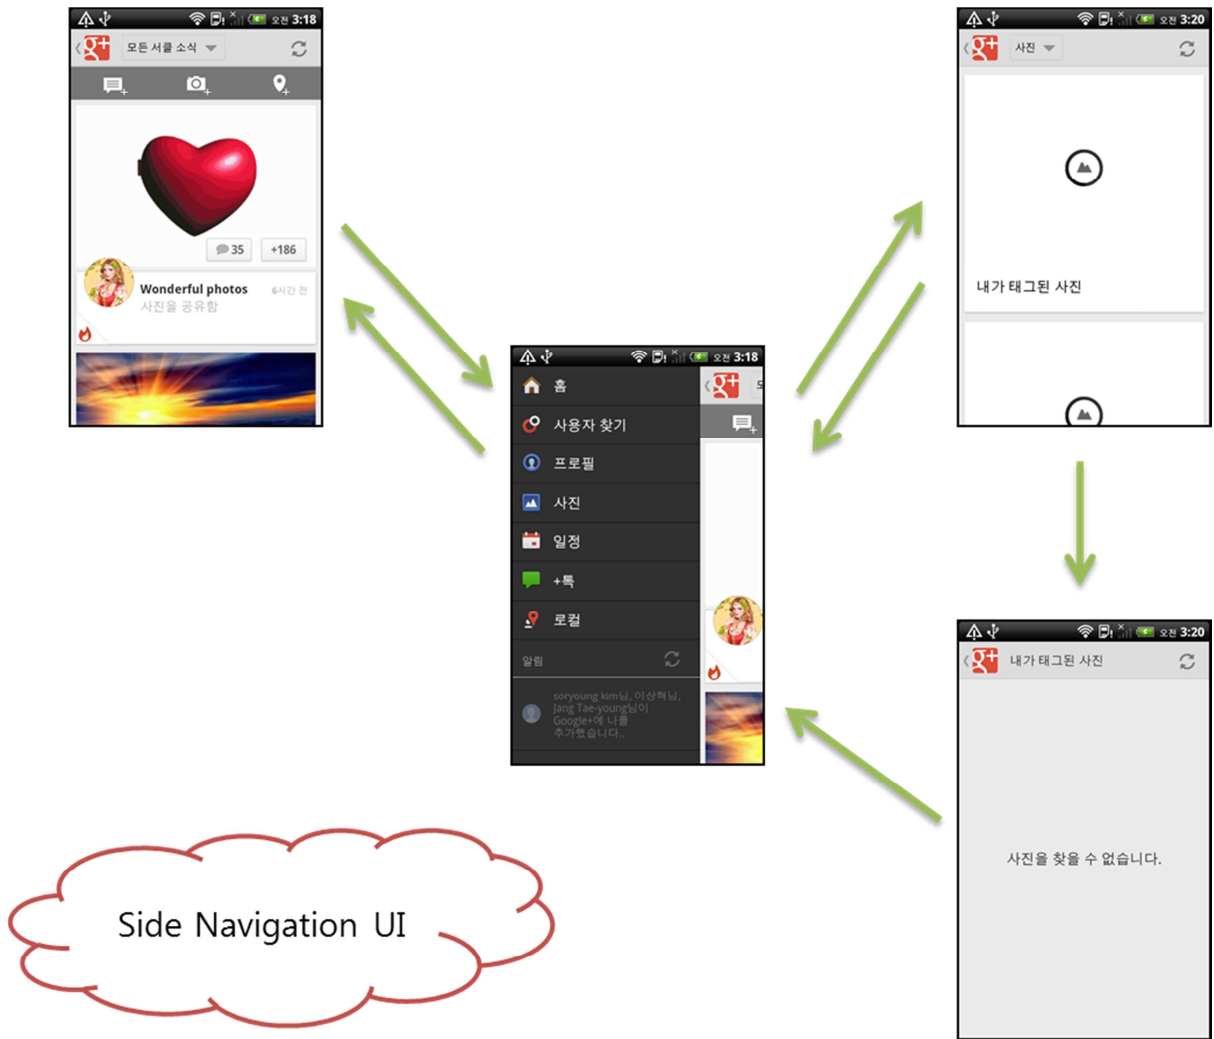 오전 3:18
g+ 모든 서클 소식
35 +186
Wonderful photos 6시간 전
사진을 공유함
오전 3:20
g+ 사진
내가 태그된 사진
오전 3:18
홈
g+
사용자 찾기
프로필
사진
일정
+톡
로컬
알림
soryoung kim님, 이상혁님,
Jang Tae-young님이
Google+에 나를
추가했습니다..
오전 3:20
g+ 내가 태그된 사진
사진을 찾을 수 없습니다.
Side Navigation UI